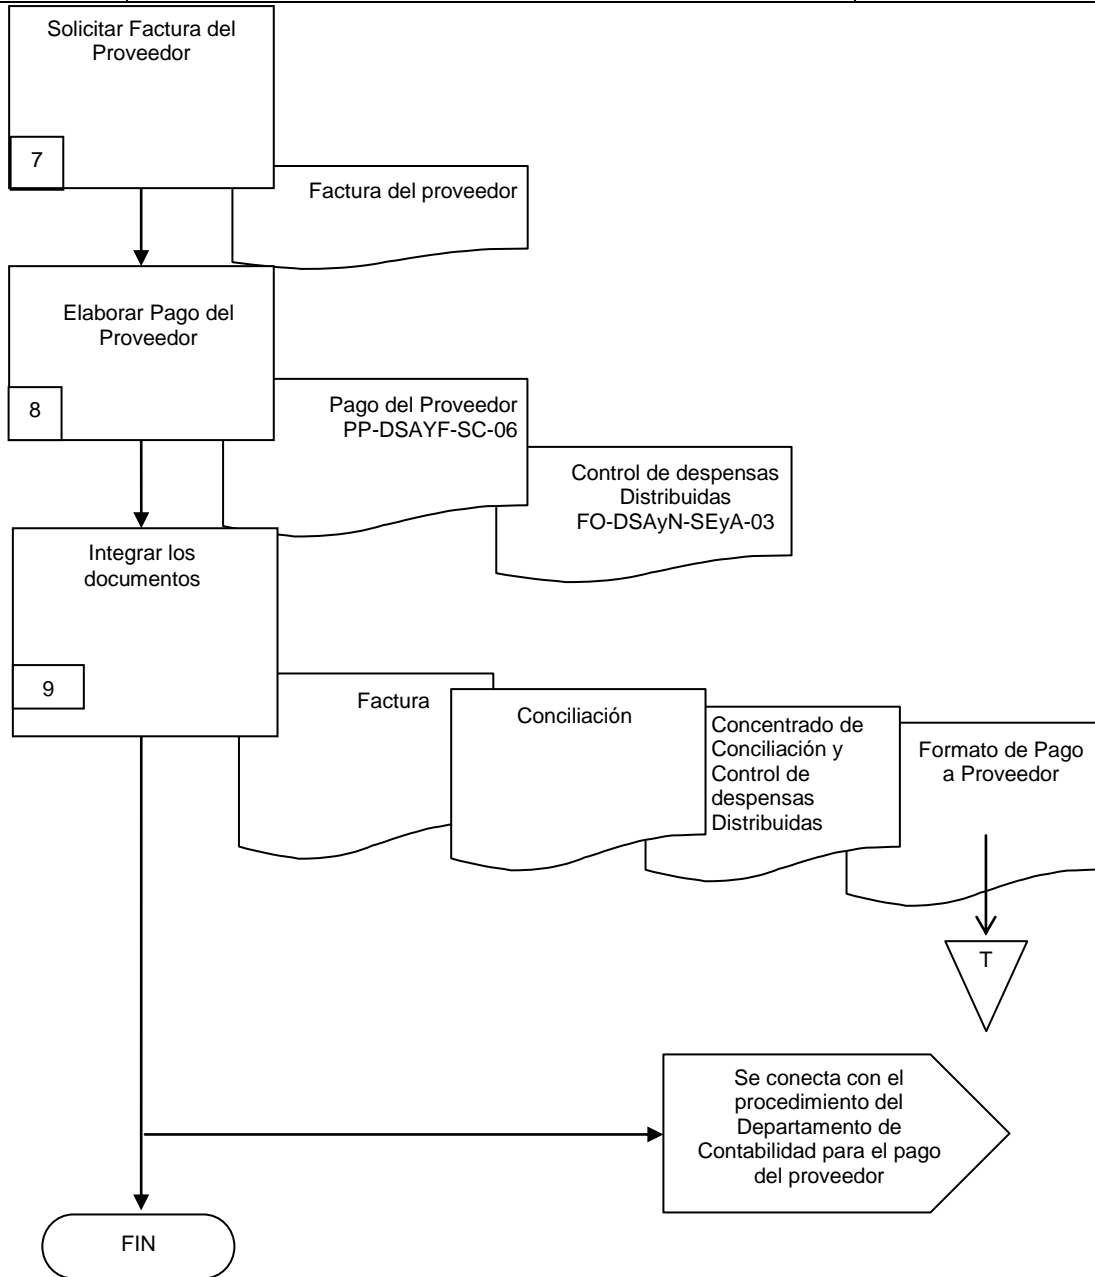 Solicitar Factura del
Proveedor
7
Factura del proveedor
Elaborar Pago del
Proveedor
8
Pago del Proveedor
PP-DSAYF-SC-06
Control de despensas
Distribuidas
FO-DSAyN-SEyA-03
Integrar los
documentos
9
Factura
Conciliación
Concentrado de
Conciliación y
Control de
despensas
Distribuidas
Formato de Pago
a Proveedor
T
Se conecta con el
procedimiento del
Departamento de
Contabilidad para el pago
del proveedor
FIN